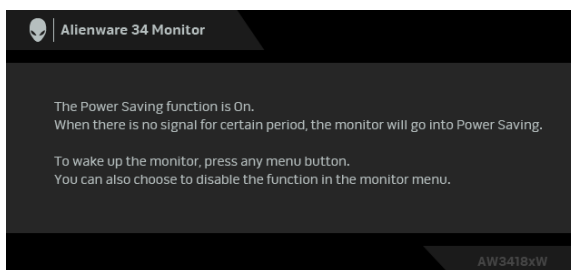 Alienware 34 Monitor
The Power Saving function is On.
When there is no signal for certain period, the monitor will go into Power Saving.
To wake up the monitor, press any menu button.
You can also choose to disable the function in the monitor menu.
AW3418xW